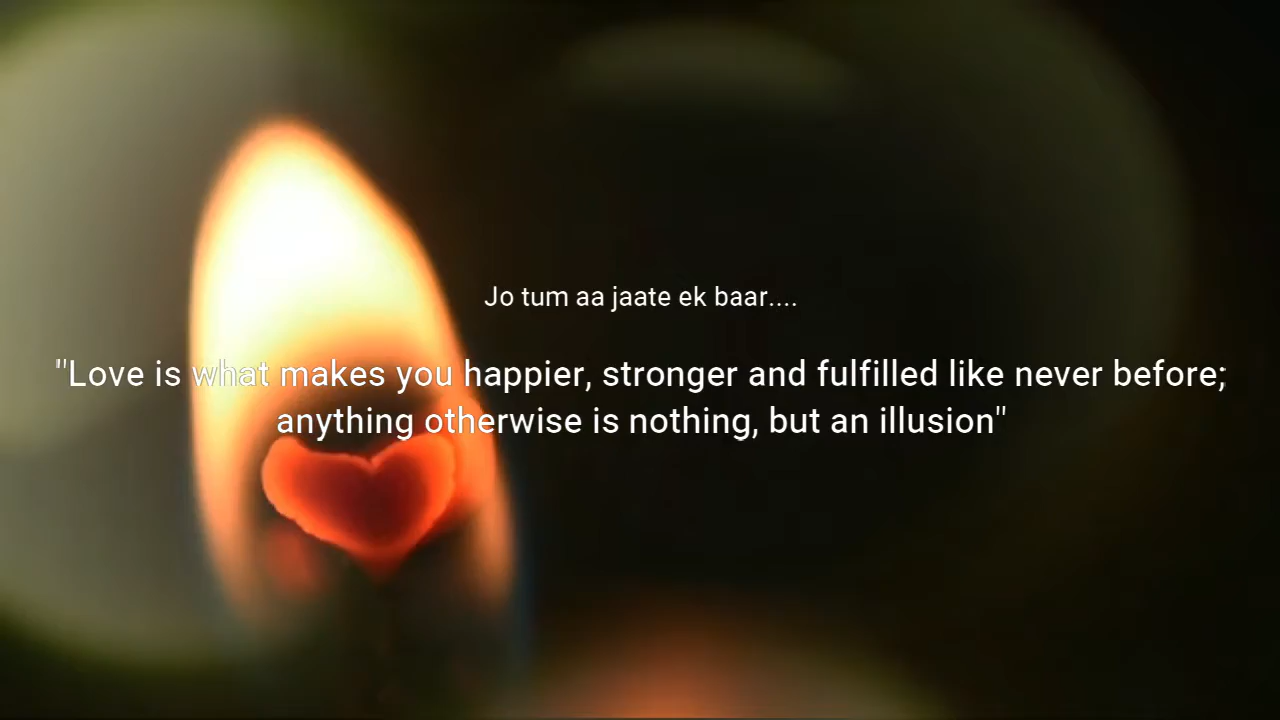 Jo tum aa jaate ek baar....
"Love is what makes you happier, stronger and fulfilled like never before;
anything otherwise is nothing, but an illusion"